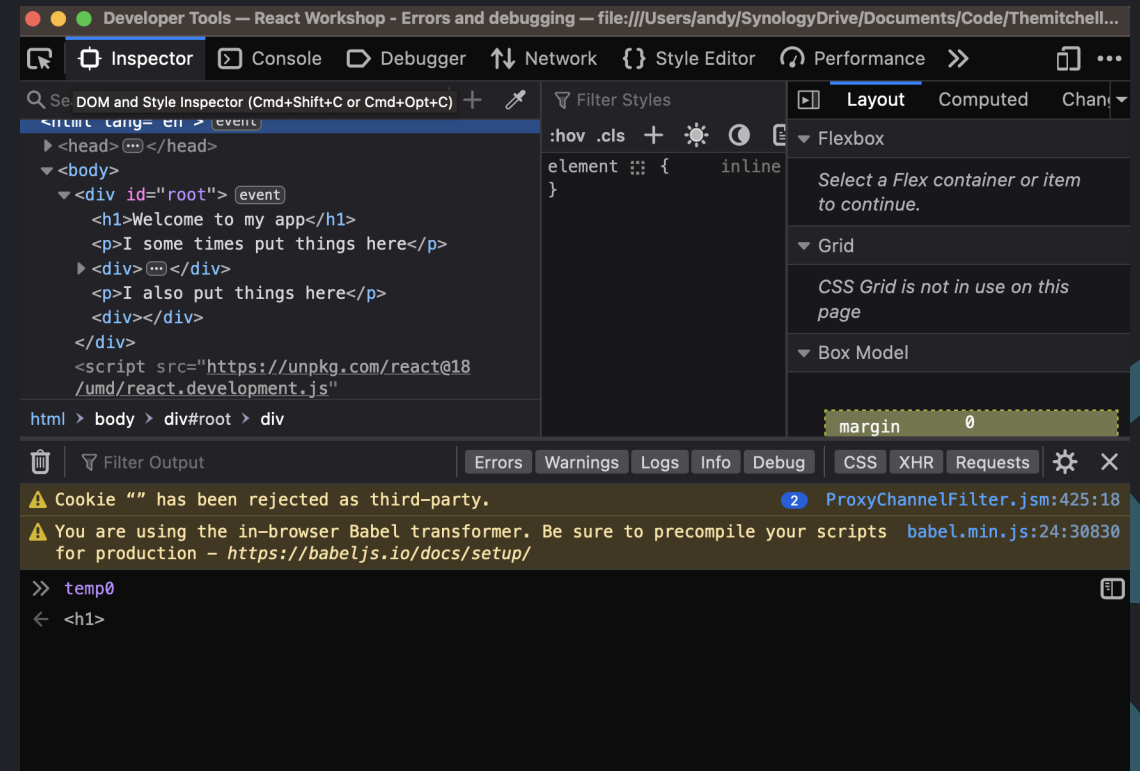 Developer Tools — React Workshop - Errors and debugging — file:///Users/andy/SynologyDrive/Documents/Code/Themitchell...
Inspector Console Debugger Network {} Style Editor Performance
Se DOM and Style Inspector (Cmd+Shift+C or Cmd+Opt+C) + Filter Styles Layout Computed Chan
<html lang="en"> event
:hov .cls +
<head> ... </head>
<body>
<div id="root"> event
<h1>Welcome to my app</h1>
<p>I some times put things here</p>
<div> ... </div>
<p>I also put things here</p>
<div></div>
</div>
<script src="https://unpkg.com/react@18
/umd/react.development.js"
html > body > div#root > div
element { inline
}
Flexbox
Select a Flex container or item
to continue.
Grid
CSS Grid is not in use on this
page
Box Model
margin 0
Filter Output Errors Warnings Logs Info Debug CSS XHR Requests
Cookie “” has been rejected as third-party. 2 ProxyChannelFilter.jsm:425:18
You are using the in-browser Babel transformer. Be sure to precompile your scripts babel.min.js:24:30830
for production – https://babeljs.io/docs/setup/
>> temp0
<h1>